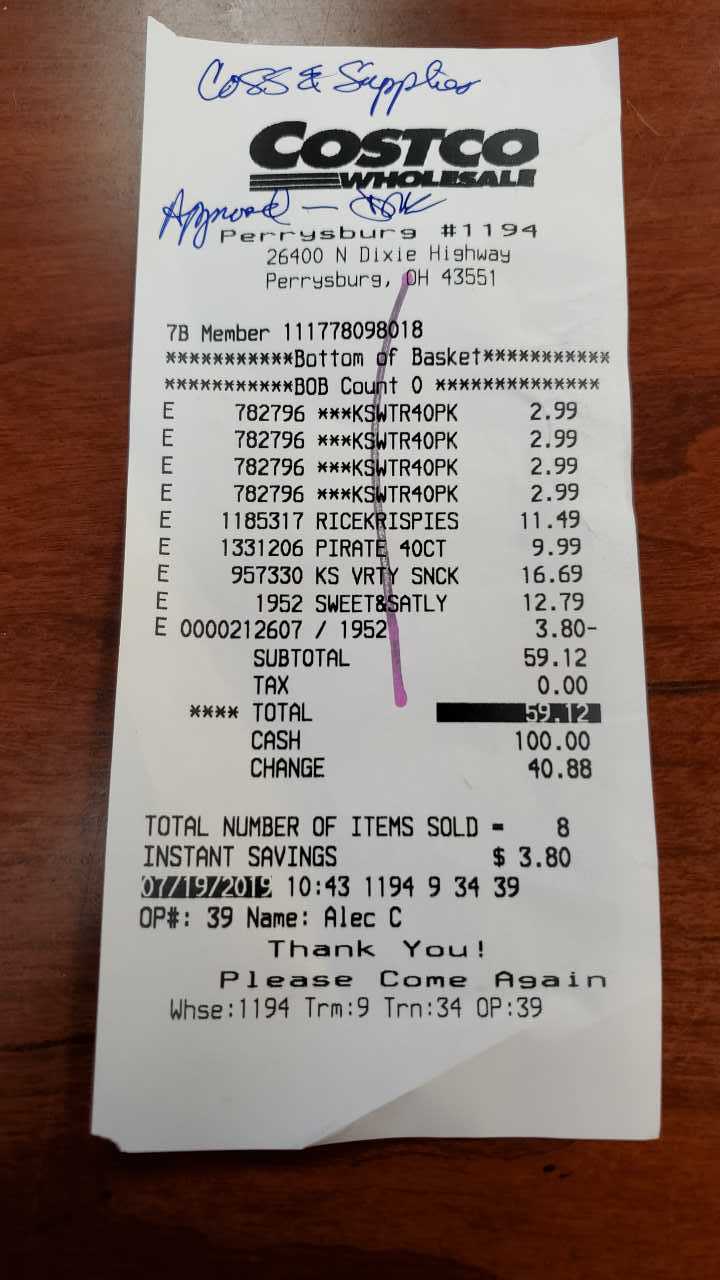 COSS & Supplies
COSTCO
WHOLESALE
Approved —
Perrysburg #1194
26400 N Dixie Highway
Perrysburg, OH 43551
7B Member 111778098018
***********Bottom of Basket***********
***********BOB Count 0 **************
E 782796 ***KSWTR40PK 2.99
E 782796 ***KSWTR40PK 2.99
E 782796 ***KSWTR40PK 2.99
E 782796 ***KSWTR40PK 2.99
E 1185317 RICEKRISPIES 11.49
E 1331206 PIRATE 40CT 9.99
E 957330 KS VRTY SNCK 16.69
E 1952 SWEET&SATLY 12.79
E 0000212607 / 1952 3.80-
SUBTOTAL 59.12
TAX 0.00
**** TOTAL 59.12
CASH 100.00
CHANGE 40.88
TOTAL NUMBER OF ITEMS SOLD = 8
INSTANT SAVINGS $ 3.80
07/19/2019 10:43 1194 9 34 39
OP#: 39 Name: Alec C
Thank You!
Please Come Again
Whse:1194 Trm:9 Trn:34 OP:39